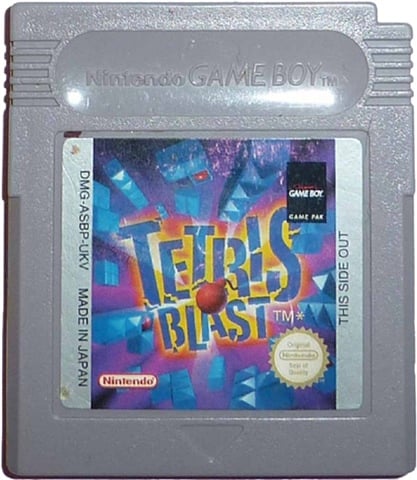 Nintendo GAME BOY TM
DMG-ASBP-UKV MADE IN JAPAN
GAME BOY
GAME PAK
TETRIS
BLAST TM*
THIS SIDE OUT
Original
Nintendo
Seal of
Quality
Nintendo